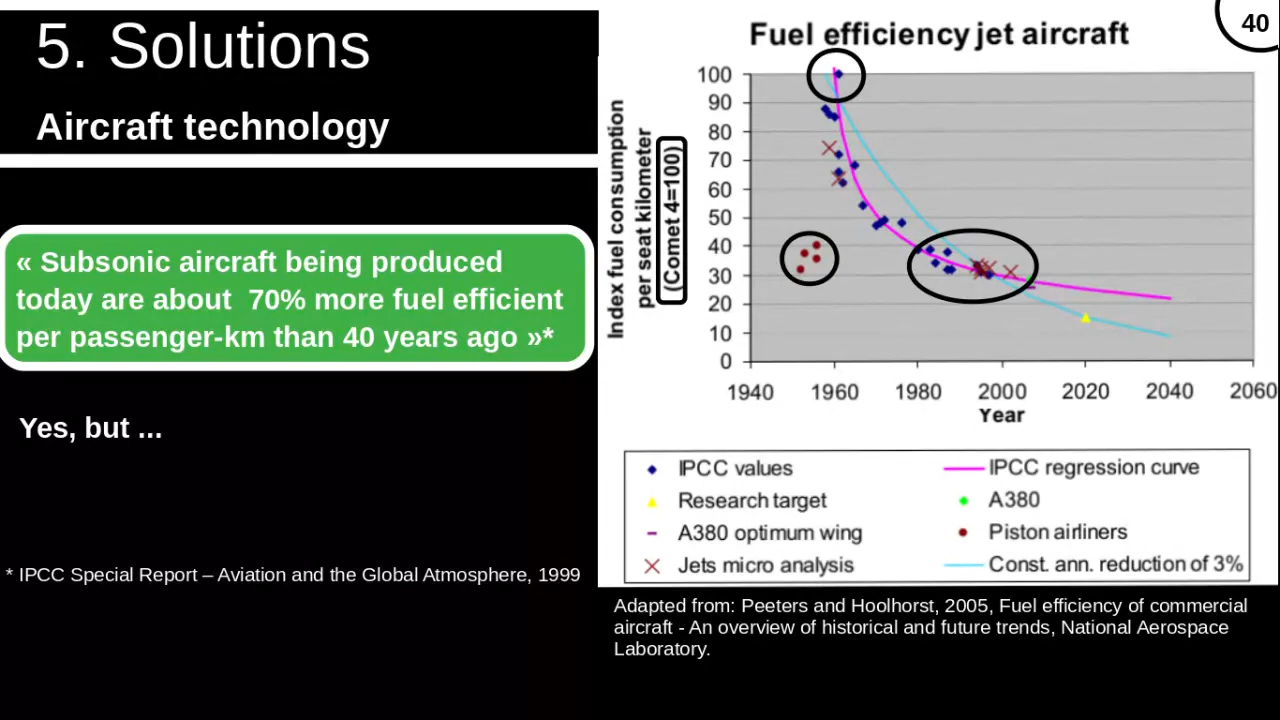 5. Solutions
Aircraft technology
« Subsonic aircraft being produced
today are about 70% more fuel efficient
per passenger-km than 40 years ago »*
Yes, but ...
* IPCC Special Report – Aviation and the Global Atmosphere, 1999
40
Fuel efficiency jet aircraft
Index fuel consumption
per seat kilometer
(Comet 4=100)
100
90
80
70
60
50
40
30
20
10
0
1940 1960 1980 2000 2020 2040 2060
Year
IPCC values IPCC regression curve
Research target A380
A380 optimum wing Piston airliners
Jets micro analysis Const. ann. reduction of 3%
Adapted from: Peeters and Hoolhorst, 2005, Fuel efficiency of commercial
aircraft - An overview of historical and future trends, National Aerospace
Laboratory.